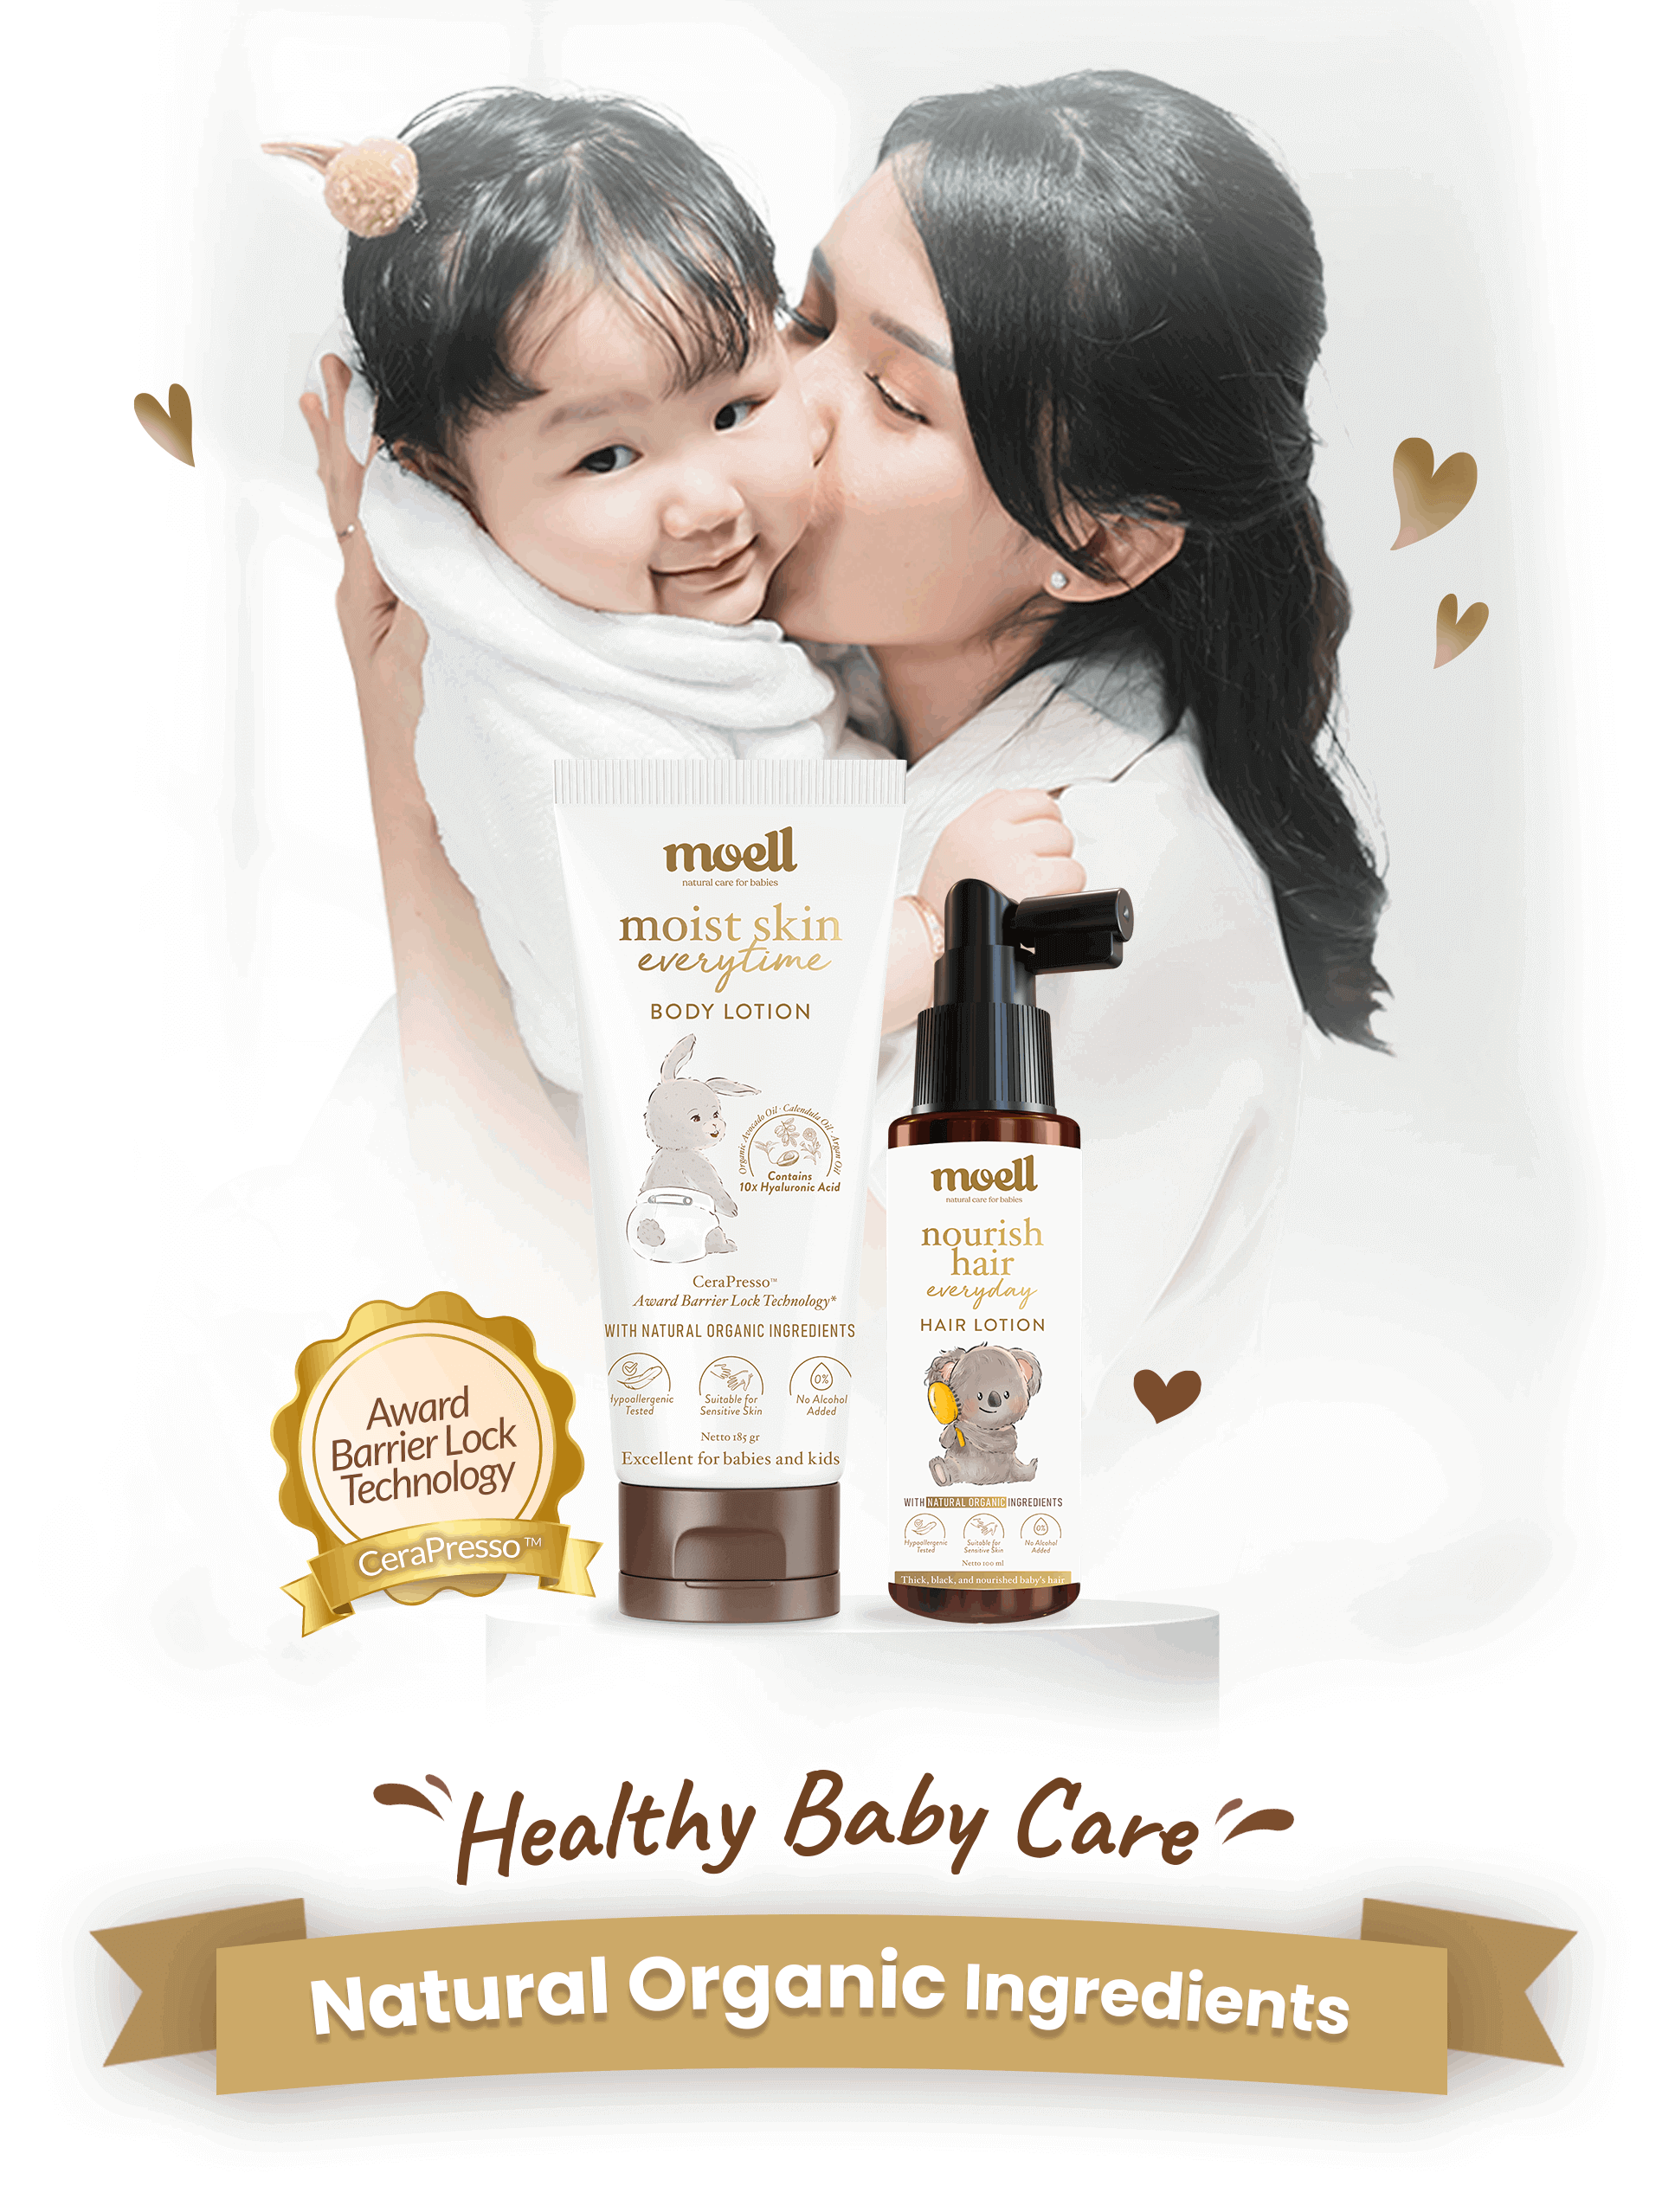 moell
natural care for babies
moist skin
everytime
BODY LOTION
Organic Avocado Oil · Calendula Oil · Argan Oil
Contains
10x Hyaluronic Acid
CeraPresso™
Award Barrier Lock Technology*
WITH NATURAL ORGANIC INGREDIENTS
Hypoallergenic
Tested
Suitable for
Sensitive Skin
0%
No Alcohol
Added
Netto 185 gr
Excellent for babies and kids
moell
natural care for babies
nourish
hair
everyday
HAIR LOTION
WITH NATURAL ORGANIC INGREDIENTS
Hypoallergenic
Tested
Suitable for
Sensitive Skin
0%
No Alcohol
Added
Netto 100 ml
Thick, black, and nourished baby's hair
Award
Barrier Lock
Technology
CeraPresso™
Healthy Baby Care
Natural Organic Ingredients